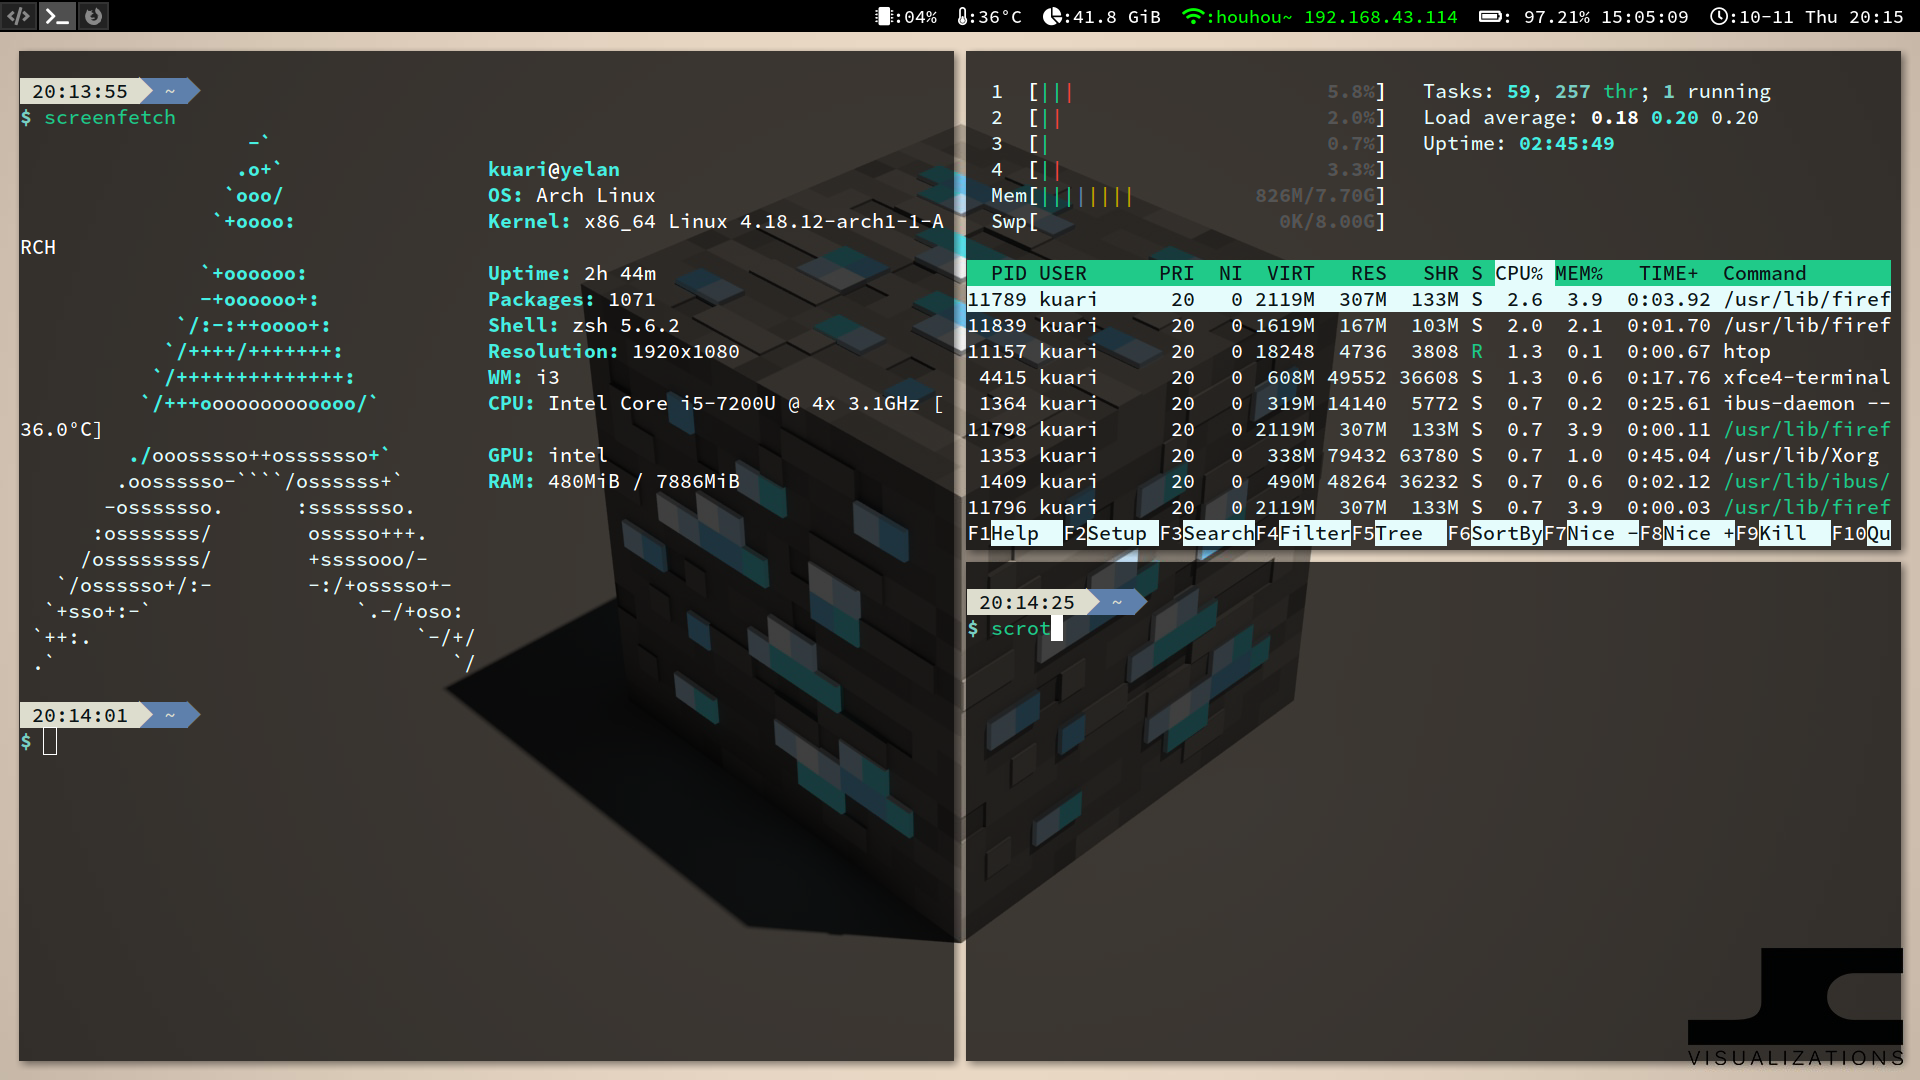 :04% :36°C :41.8 GiB :houhou~ 192.168.43.114 : 97.21% 15:05:09 :10-11 Thu 20:15
20:13:55 ~
$ screenfetch
-`
.o+`
`ooo/
`+oooo:
`+oooooo:
-+oooooo+:
`/:-:++oooo+:
`/++++/+++++++:
`/++++++++++++++:
`/+++ooooooooooooo/`
./ooosssso++osssssso+`
.oossssso-````/ossssss+`
-osssssso. :ssssssso.
:osssssss/ osssso+++.
/ossssssss/ +ssssooo/-
`/ossssso+/:- -:/+osssso+-
`+sso+:-` `.-/+oso:
`++:. `-/+/
.` `/
kuari@yelan
OS: Arch Linux
Kernel: x86_64 Linux 4.18.12-arch1-1-A
RCH
Uptime: 2h 44m
Packages: 1071
Shell: zsh 5.6.2
Resolution: 1920x1080
WM: i3
CPU: Intel Core i5-7200U @ 4x 3.1GHz [
36.0°C]
GPU: intel
RAM: 480MiB / 7886MiB
20:14:01 ~
$
1 [||| 5.8%]
2 [|| 2.0%]
3 [| 0.7%]
4 [|| 3.3%]
Mem[|||||||| 826M/7.70G]
Swp[ 0K/8.00G]
Tasks: 59, 257 thr; 1 running
Load average: 0.18 0.20 0.20
Uptime: 02:45:49
PID USER PRI NI VIRT RES SHR S CPU% MEM% TIME+ Command
11789 kuari 20 0 2119M 307M 133M S 2.6 3.9 0:03.92 /usr/lib/firef
11839 kuari 20 0 1619M 167M 103M S 2.0 2.1 0:01.70 /usr/lib/firef
11157 kuari 20 0 18248 4736 3808 R 1.3 0.1 0:00.67 htop
4415 kuari 20 0 608M 49552 36608 S 1.3 0.6 0:17.76 xfce4-terminal
1364 kuari 20 0 319M 14140 5772 S 0.7 0.2 0:25.61 ibus-daemon --
11798 kuari 20 0 2119M 307M 133M S 0.7 3.9 0:00.11 /usr/lib/firef
1353 kuari 20 0 338M 79432 63780 S 0.7 1.0 0:45.04 /usr/lib/Xorg
1409 kuari 20 0 490M 48264 36232 S 0.7 0.6 0:02.12 /usr/lib/ibus/
11796 kuari 20 0 2119M 307M 133M S 0.7 3.9 0:00.03 /usr/lib/firef
F1Help F2Setup F3SearchF4FilterF5Tree F6SortByF7Nice -F8Nice +F9Kill F10Qu
20:14:25 ~
$ scrot
VISUALIZATIONS